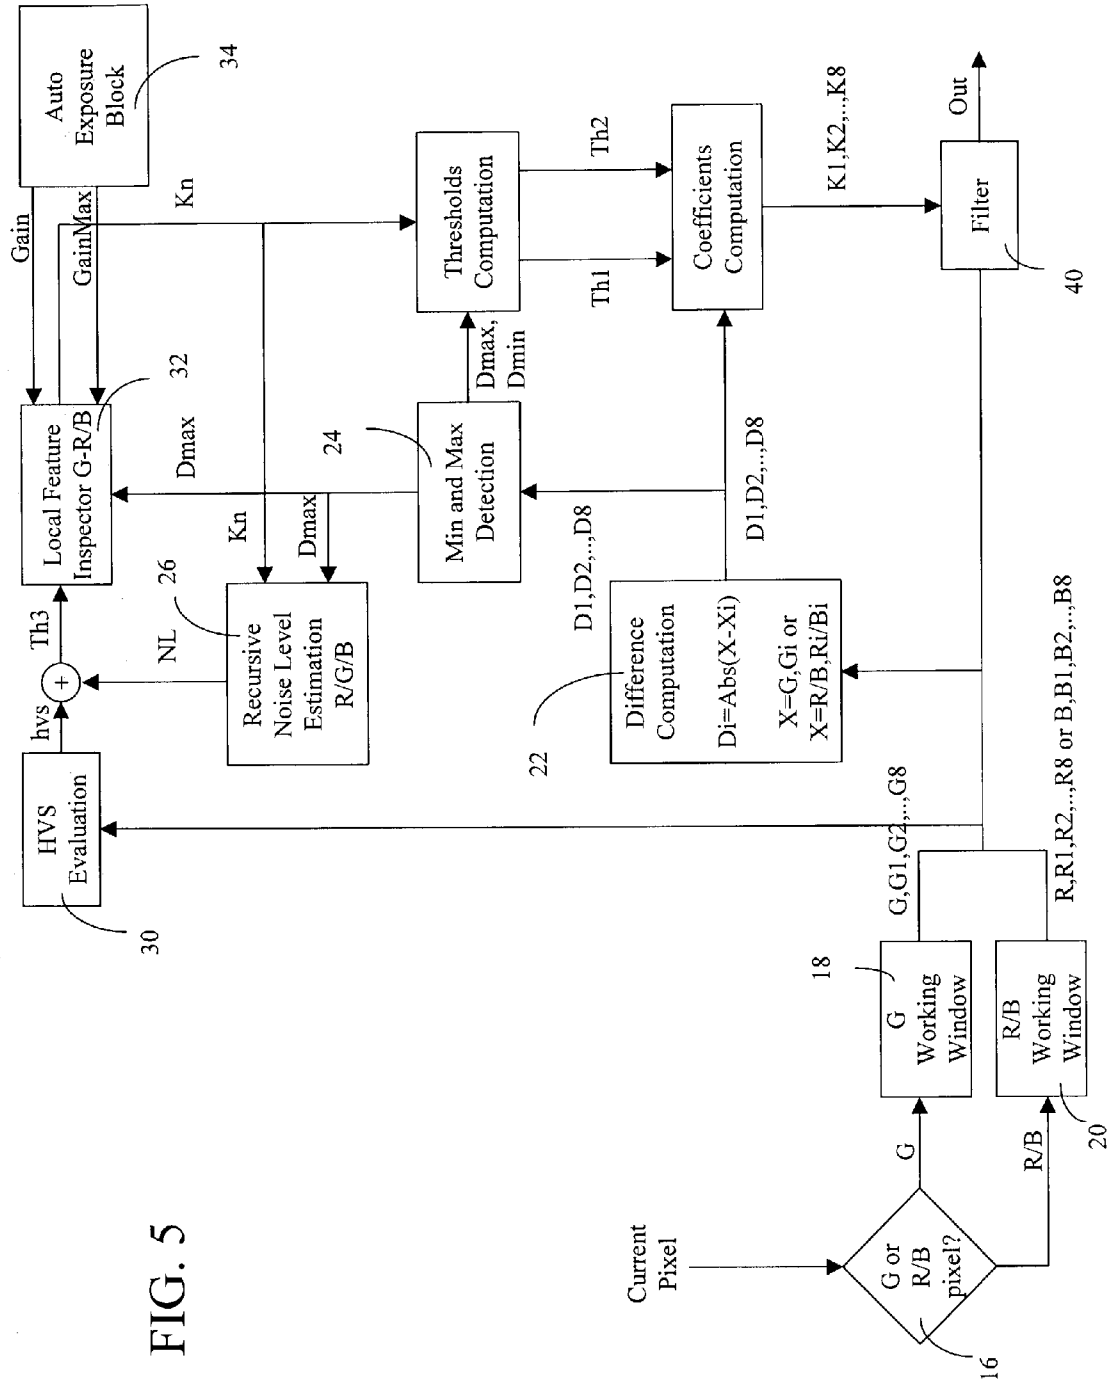 FIG. 5
Current
Pixel
G or
R/B
pixel?
16
G
R/B
G
Working
Window
18
R/B
Working
Window
20
G,G1,G2,..,G8
R,R1,R2,..,R8 or B,B1,B2,..,B8
HVS
Evaluation
30
hvs
+
Th3
NL
Recursive
Noise Level
Estimation
R/G/B
26
Kn
Dmax
Difference
Computation
Di=Abs(X-Xi)
X=G,Gi or
X=R/B,Ri/Bi
22
D1,D2,..,D8
D1,D2,..,D8
Local Feature
Inspector G-R/B
32
Dmax
Min and Max
Detection
24
Dmax,
Dmin
Gain
GainMax
Kn
Auto
Exposure
Block
34
Thresholds
Computation
Th1
Th2
Coefficients
Computation
K1,K2,..,K8
Filter
40
Out